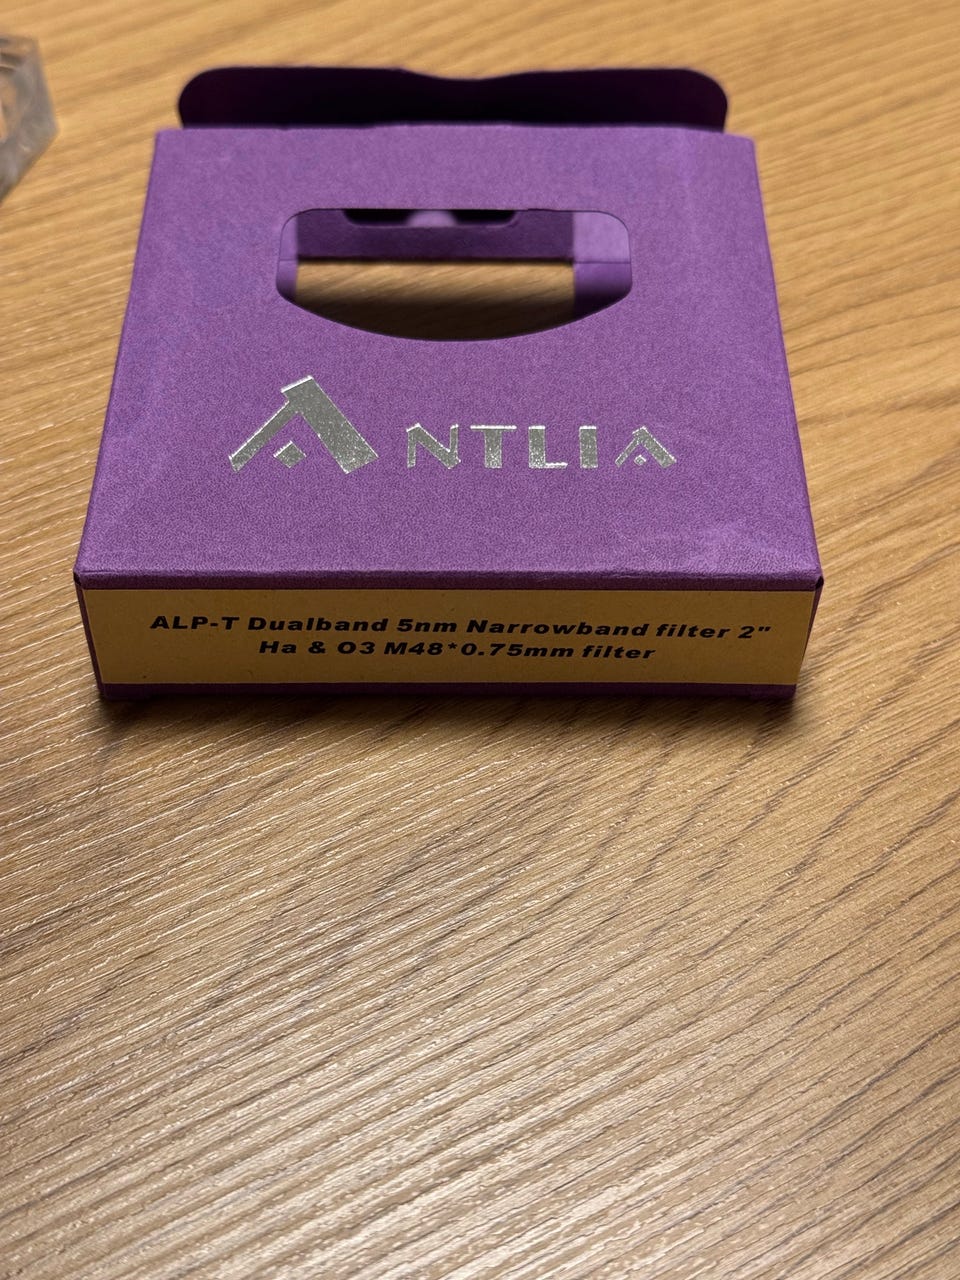 ANTLIA
ALP-T Dualband 5nm Narrowband filter 2"
Ha & O3 M48*0.75mm filter